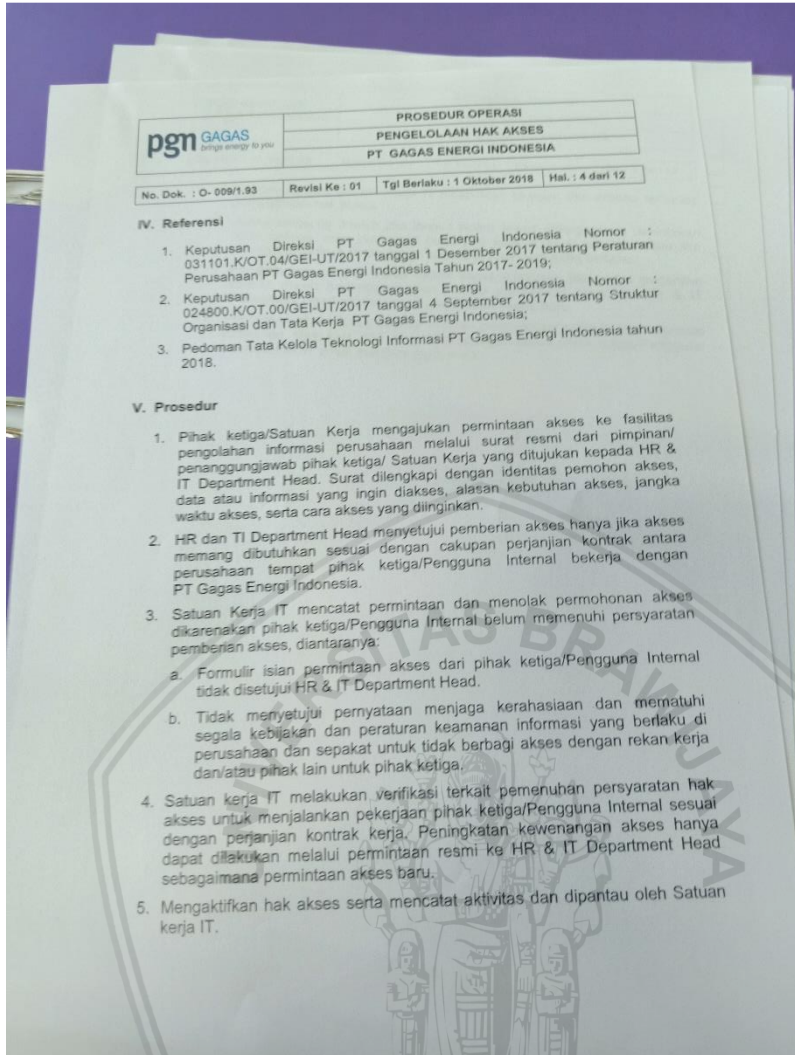 pgn GAGAS
brings energy to you
PROSEDUR OPERASI
PENGELOLAAN HAK AKSES
PT GAGAS ENERGI INDONESIA
No. Dok. : O- 009/1.93 Revisi Ke : 01 Tgl Berlaku : 1 Oktober 2018 Hal. : 4 dari 12
IV. Referensi
1. Keputusan Direksi PT Gagas Energi Indonesia Nomor :
031101.K/OT.04/GEI-UT/2017 tanggal 1 Desember 2017 tentang Peraturan
Perusahaan PT Gagas Energi Indonesia Tahun 2017- 2019;
2. Keputusan Direksi PT Gagas Energi Indonesia Nomor :
024800.K/OT.00/GEI-UT/2017 tanggal 4 September 2017 tentang Struktur
Organisasi dan Tata Kerja PT Gagas Energi Indonesia;
3. Pedoman Tata Kelola Teknologi Informasi PT Gagas Energi Indonesia tahun
2018.
V. Prosedur
1. Pihak ketiga/Satuan Kerja mengajukan permintaan akses ke fasilitas
pengolahan informasi perusahaan melalui surat resmi dari pimpinan/
penanggungjawab pihak ketiga/ Satuan Kerja yang ditujukan kepada HR &
IT Department Head. Surat dilengkapi dengan identitas pemohon akses,
data atau informasi yang ingin diakses, alasan kebutuhan akses, jangka
waktu akses, serta cara akses yang diinginkan.
2. HR dan TI Department Head menyetujui pemberian akses hanya jika akses
memang dibutuhkan sesuai dengan cakupan perjanjian kontrak antara
perusahaan tempat pihak ketiga/Pengguna Internal bekerja dengan
PT Gagas Energi Indonesia.
3. Satuan Kerja IT mencatat permintaan dan menolak permohonan akses
dikarenakan pihak ketiga/Pengguna Internal belum memenuhi persyaratan
pemberian akses, diantaranya:
a. Formulir isian permintaan akses dari pihak ketiga/Pengguna Internal
tidak disetujui HR & IT Department Head.
b. Tidak menyetujui pernyataan menjaga kerahasiaan dan mematuhi
segala kebijakan dan peraturan keamanan informasi yang berlaku di
perusahaan dan sepakat untuk tidak berbagi akses dengan rekan kerja
dan/atau pihak lain untuk pihak ketiga.
4. Satuan kerja IT melakukan verifikasi terkait pemenuhan persyaratan hak
akses untuk menjalankan pekerjaan pihak ketiga/Pengguna Internal sesuai
dengan perjanjian kontrak kerja. Peningkatan kewenangan akses hanya
dapat dilakukan melalui permintaan resmi ke HR & IT Department Head
sebagaimana permintaan akses baru.
5. Mengaktifkan hak akses serta mencatat aktivitas dan dipantau oleh Satuan
kerja IT.
UNIVERSITAS BRAWIJAYA